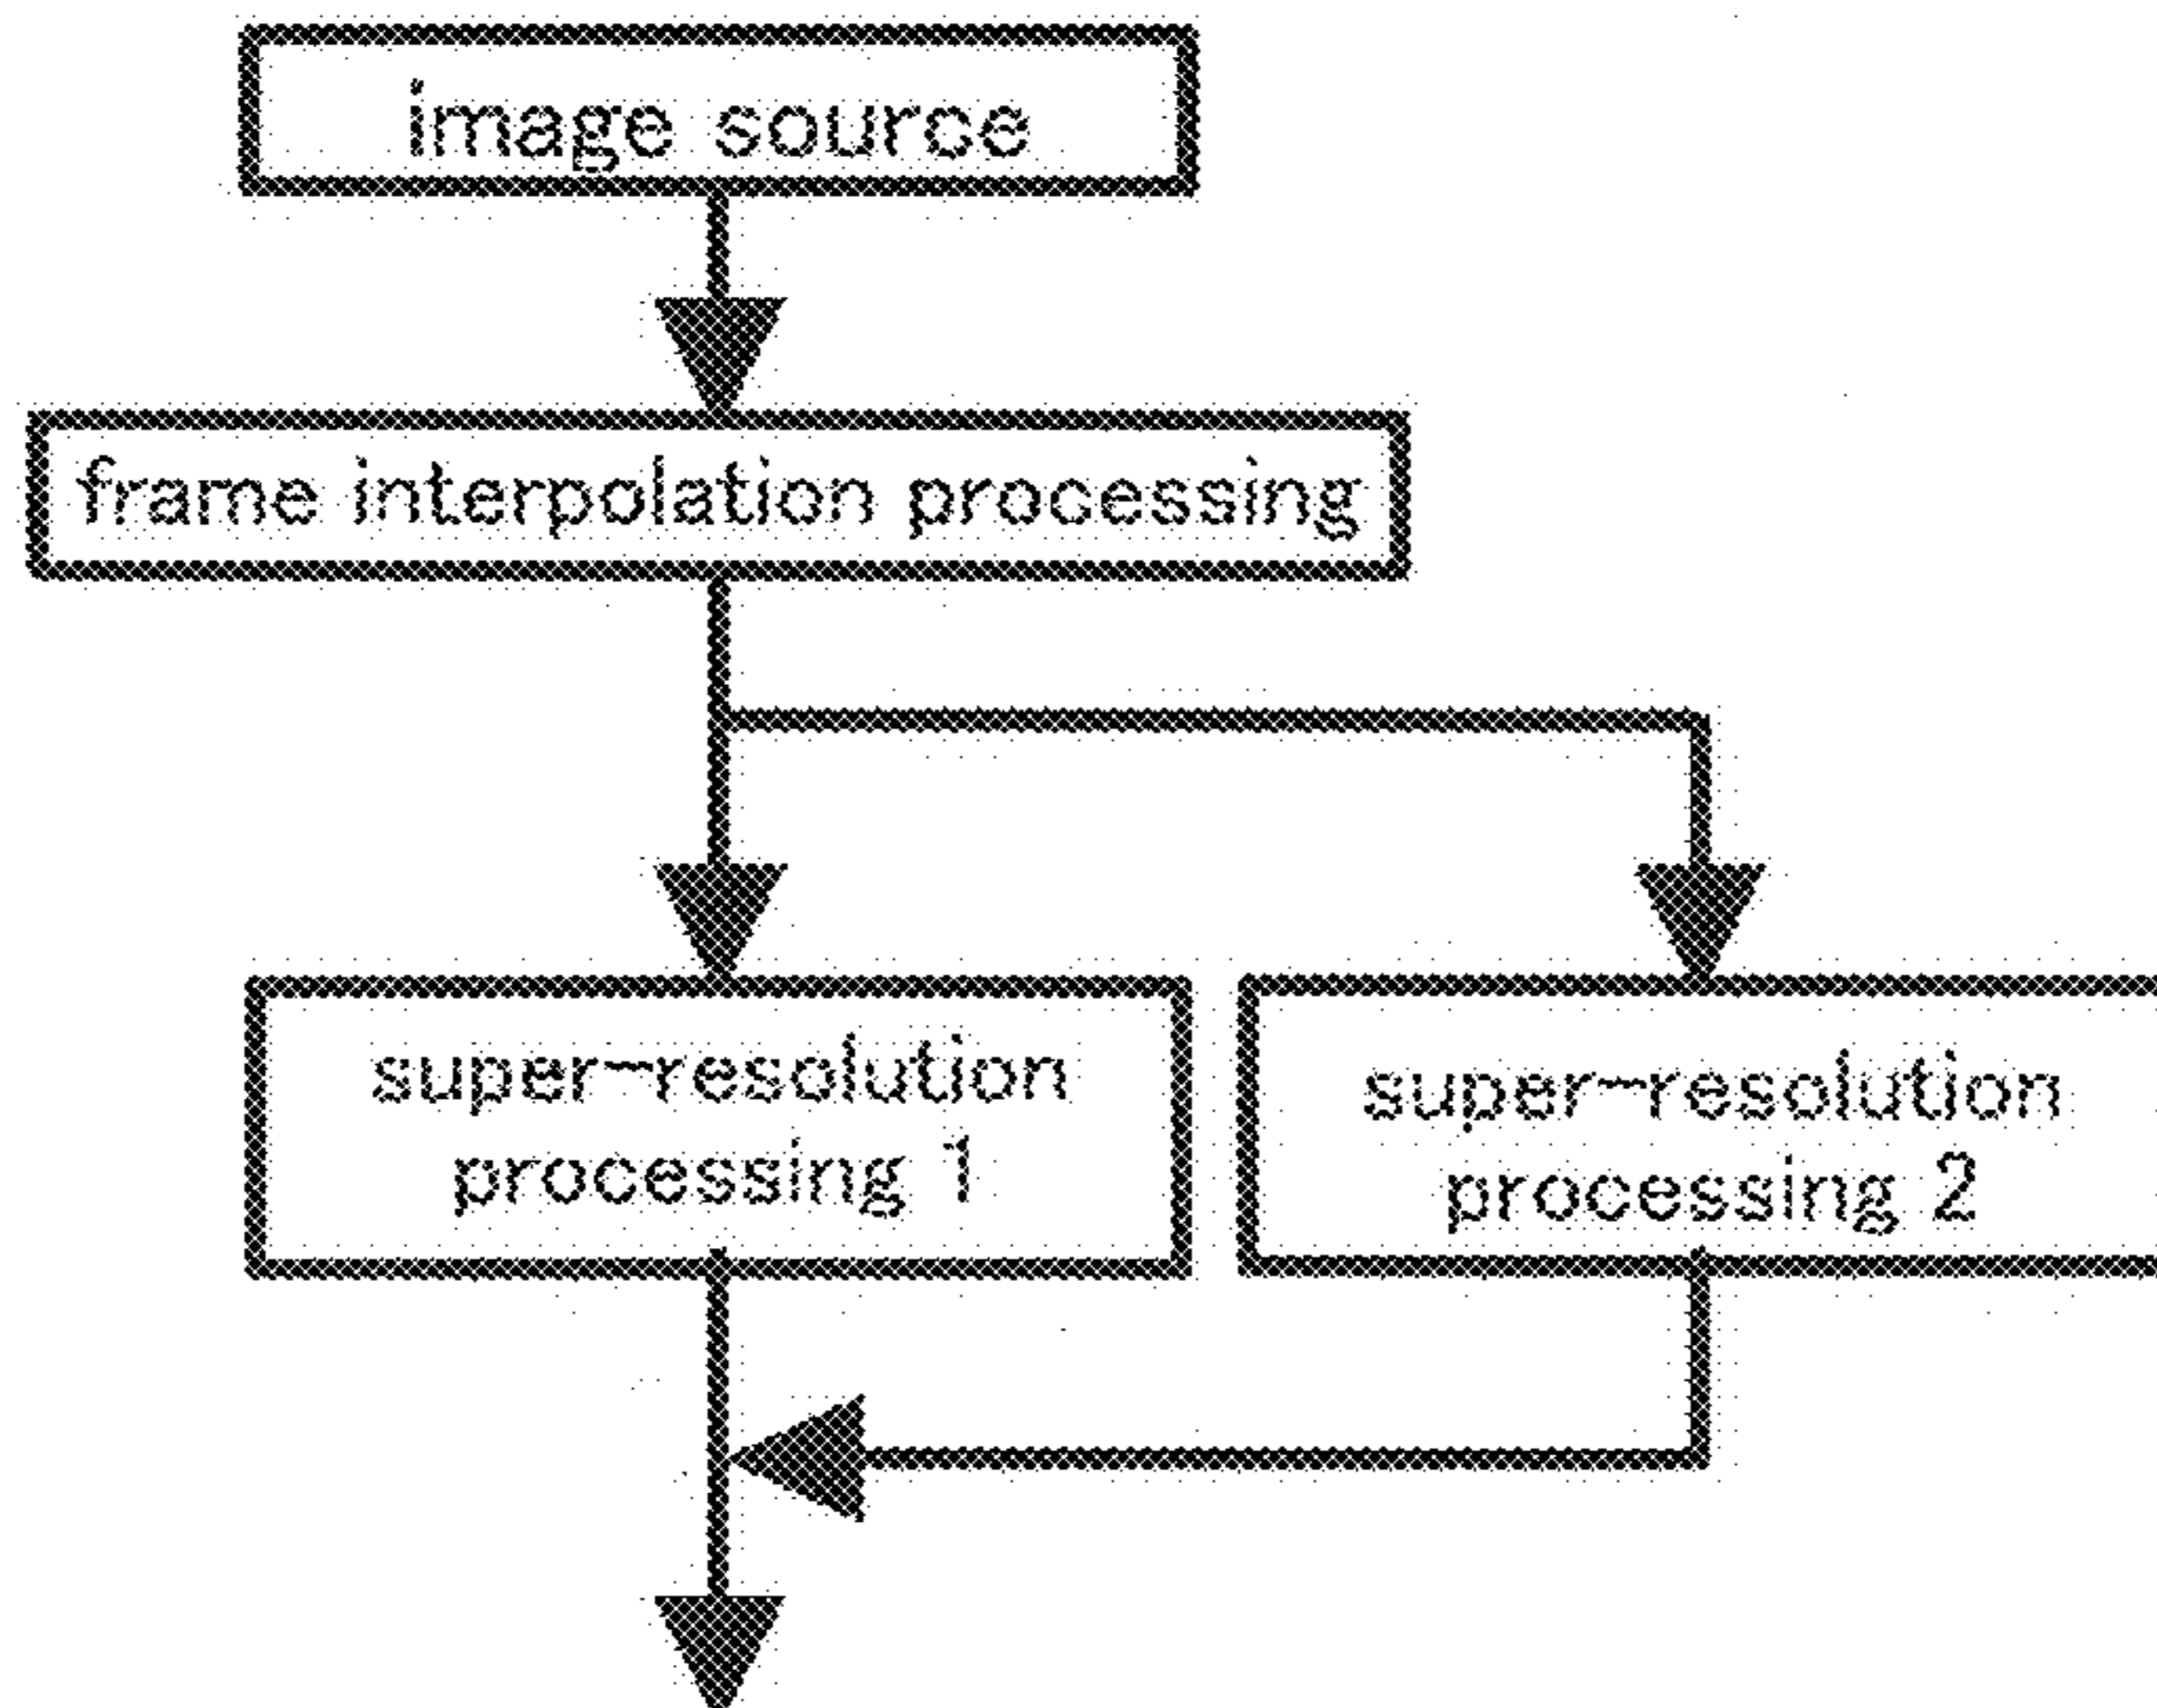 image source
frame interpolation processing
super-resolution
processing 1
super-resolution
processing 2